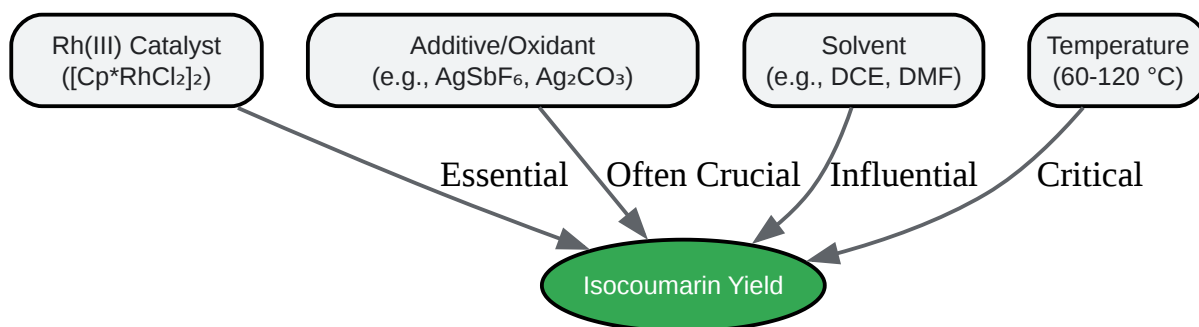 Rh(III) Catalyst
([Cp*RhCl₂]₂)
Additive/Oxidant
(e.g., AgSbF₆, Ag₂CO₃)
Solvent
(e.g., DCE, DMF)
Temperature
(60-120 °C)
Essential
Often Crucial
Influential
Critical
Isocoumarin Yield